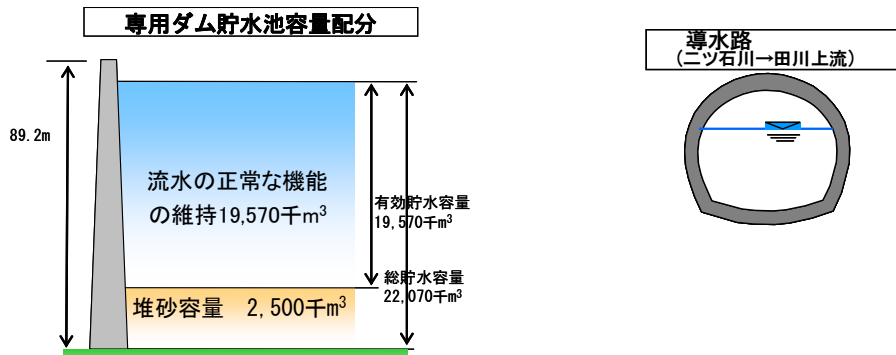 専用ダム貯水池容量配分
導水路
(二ツ石川→田川上流)
89.2m
流水の正常な機能
の維持19,570千m³
有効貯水容量
19,570千m³
総貯水容量
22,070千m³
堆砂容量 2,500千m³